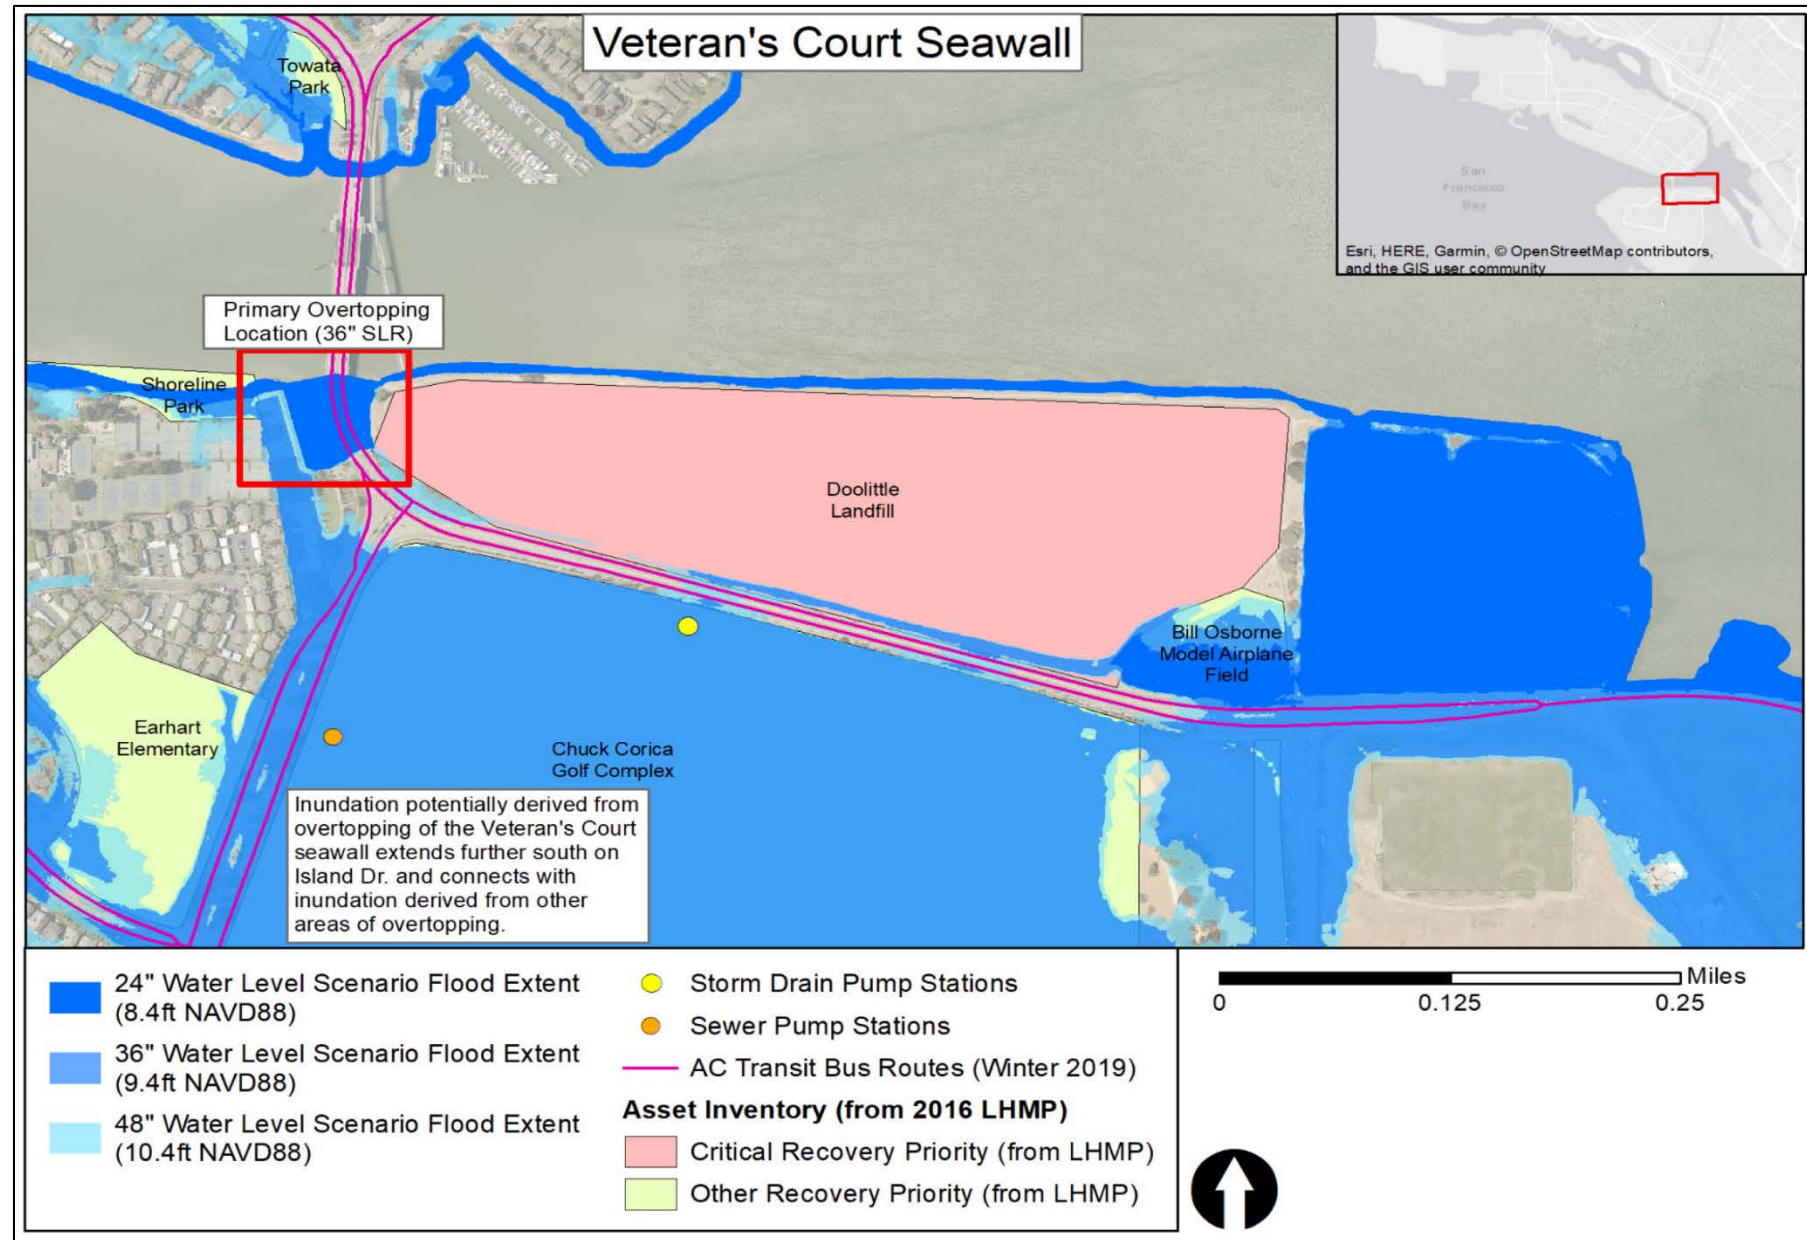 Veteran's Court Seawall
Towata
Park
San
Francisco
Bay
Esri, HERE, Garmin, © OpenStreetMap contributors,
and the GIS user community
Primary Overtopping
Location (36" SLR)
Shoreline
Park
Doolittle
Landfill
Bill Osborne
Model Airplane
Field
Earhart
Elementary
Chuck Corica
Golf Complex
Inundation potentially derived from
overtopping of the Veteran's Court
seawall extends further south on
Island Dr. and connects with
inundation derived from other
areas of overtopping.
24" Water Level Scenario Flood Extent
(8.4ft NAVD88)
36" Water Level Scenario Flood Extent
(9.4ft NAVD88)
48" Water Level Scenario Flood Extent
(10.4ft NAVD88)
Storm Drain Pump Stations
Sewer Pump Stations
AC Transit Bus Routes (Winter 2019)
Asset Inventory (from 2016 LHMP)
Critical Recovery Priority (from LHMP)
Other Recovery Priority (from LHMP)
Miles
0 0.125 0.25